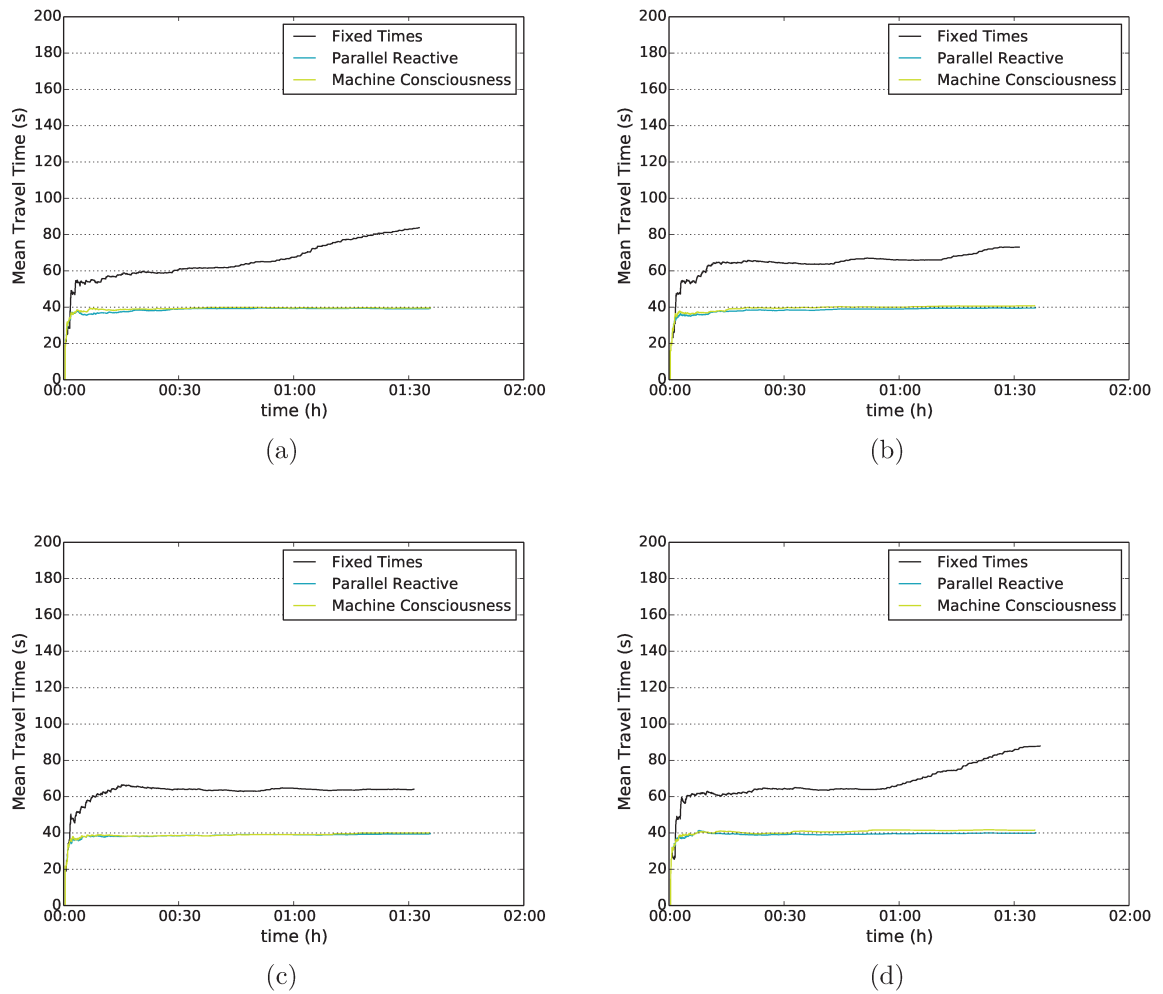 200
180
160
140
120
100
80
60
40
20
0
Mean Travel Time (s)
Fixed Times
Parallel Reactive
Machine Consciousness
00:00 00:30 01:00 01:30 02:00
time (h)
(a)
200
180
160
140
120
100
80
60
40
20
0
Mean Travel Time (s)
Fixed Times
Parallel Reactive
Machine Consciousness
00:00 00:30 01:00 01:30 02:00
time (h)
(b)
200
180
160
140
120
100
80
60
40
20
0
Mean Travel Time (s)
Fixed Times
Parallel Reactive
Machine Consciousness
00:00 00:30 01:00 01:30 02:00
time (h)
(c)
200
180
160
140
120
100
80
60
40
20
0
Mean Travel Time (s)
Fixed Times
Parallel Reactive
Machine Consciousness
00:00 00:30 01:00 01:30 02:00
time (h)
(d)